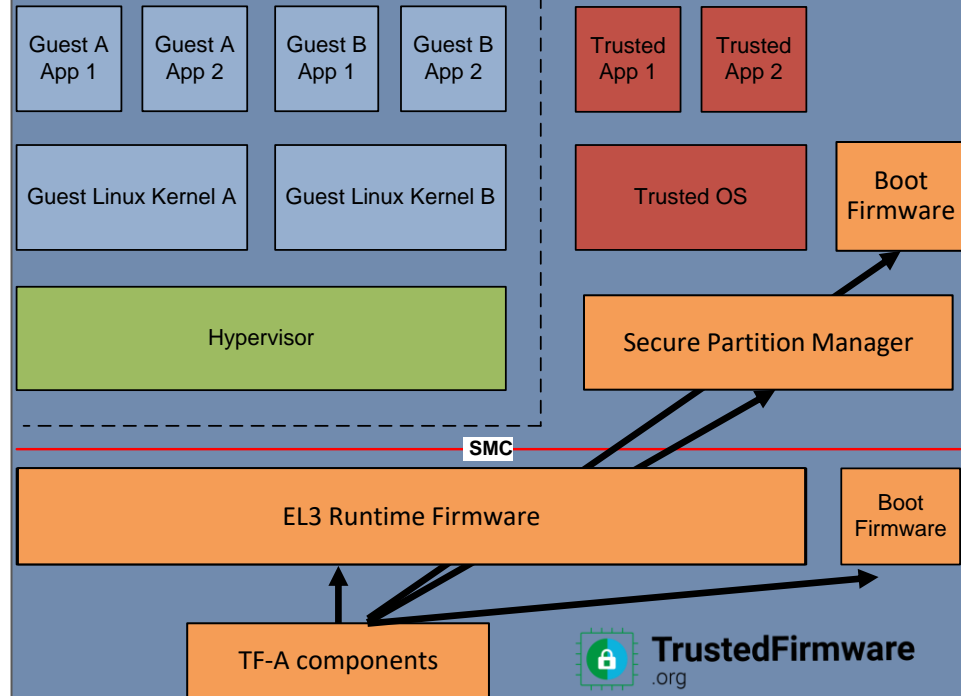 Guest A
App 1
Guest A
App 2
Guest B
App 1
Guest B
App 2
Trusted
App 1
Trusted
App 2
Guest Linux Kernel A
Guest Linux Kernel B
Trusted OS
Boot
Firmware
Hypervisor
Secure Partition Manager
SMC
EL3 Runtime Firmware
Boot
Firmware
TF-A components
TrustedFirmware
.org